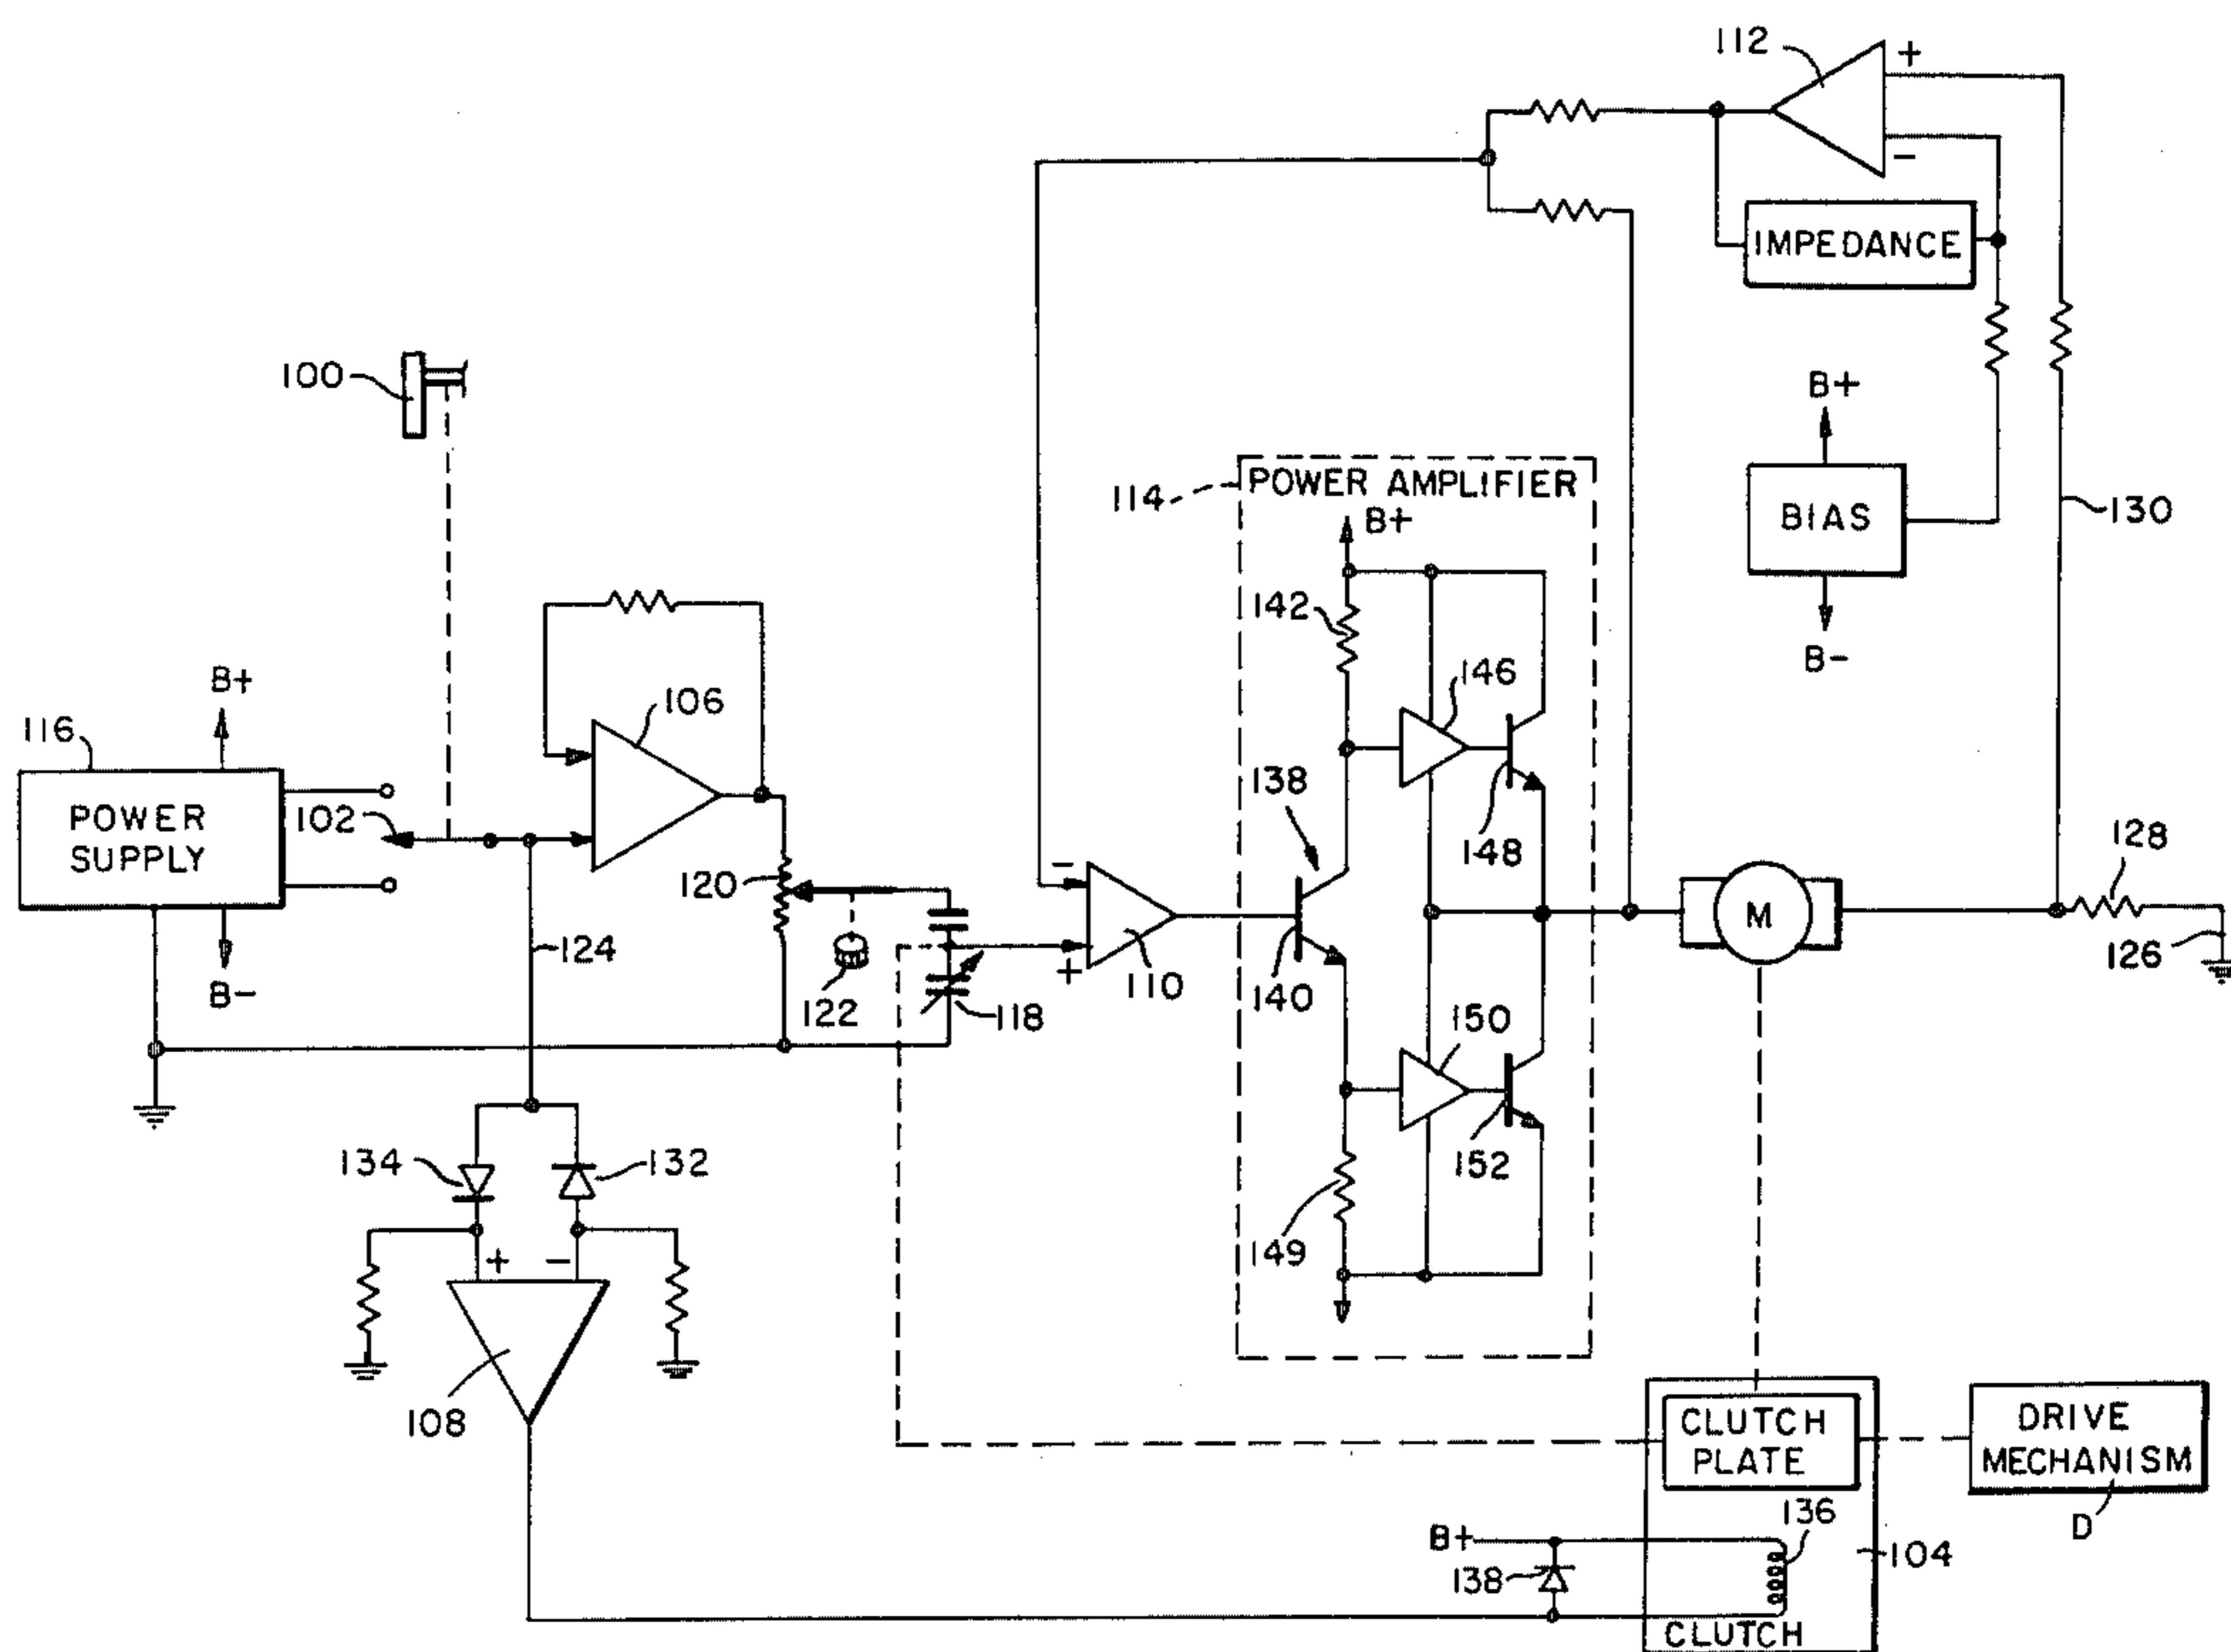 112
+
-
IMPEDANCE
100
B+
114
POWER AMPLIFIER
B+
BIAS
130
142
B-
B+
106
146
116
POWER
SUPPLY
102
138
148
128
120
-
M
124
126
B-
122
118
+
110
140
150
134
132
152
+
-
149
108
CLUTCH
PLATE
DRIVE
MECHANISM
136
D
B+
138
104
CLUTCH